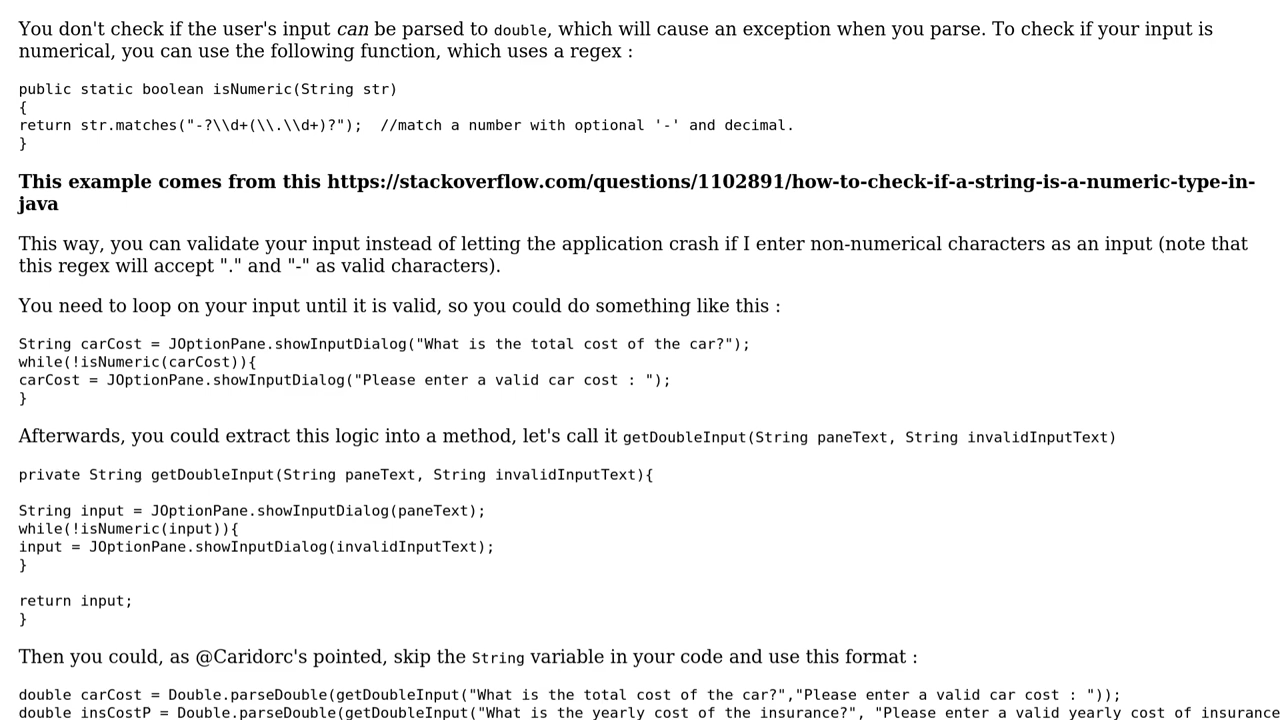 You don't check if the user's input can be parsed to double, which will cause an exception when you parse. To check if your input is
numerical, you can use the following function, which uses a regex :
public static boolean isNumeric(String str)
{
return str.matches("-?\\d+(\\.\\d+)?");  //match a number with optional '-' and decimal.
}
This example comes from this https://stackoverflow.com/questions/1102891/how-to-check-if-a-string-is-a-numeric-type-in-
java
This way, you can validate your input instead of letting the application crash if I enter non-numerical characters as an input (note that
this regex will accept "." and "-" as valid characters).
You need to loop on your input until it is valid, so you could do something like this :
String carCost = JOptionPane.showInputDialog("What is the total cost of the car?");
while(!isNumeric(carCost)){
carCost = JOptionPane.showInputDialog("Please enter a valid car cost : ");
}
Afterwards, you could extract this logic into a method, let's call it getDoubleInput(String paneText, String invalidInputText)
private String getDoubleInput(String paneText, String invalidInputText){
String input = JOptionPane.showInputDialog(paneText);
while(!isNumeric(input)){
input = JOptionPane.showInputDialog(invalidInputText);
}
return input;
}
Then you could, as @Caridorc's pointed, skip the String variable in your code and use this format :
double carCost = Double.parseDouble(getDoubleInput("What is the total cost of the car?","Please enter a valid car cost : "));
double insCostP = Double.parseDouble(getDoubleInput("What is the yearly cost of the insurance?", "Please enter a valid yearly cost of insurance